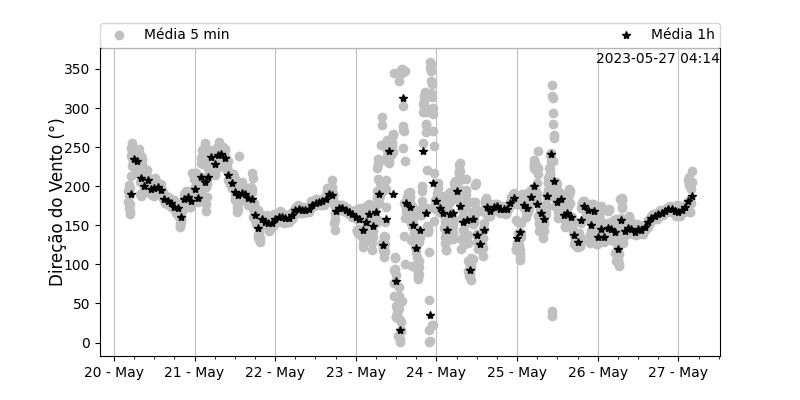 Média 5 min
Média 1h
2023-05-27 04:14
Direção do Vento (°)
350
300
250
200
150
100
50
0
20 - May
21 - May
22 - May
23 - May
24 - May
25 - May
26 - May
27 - May